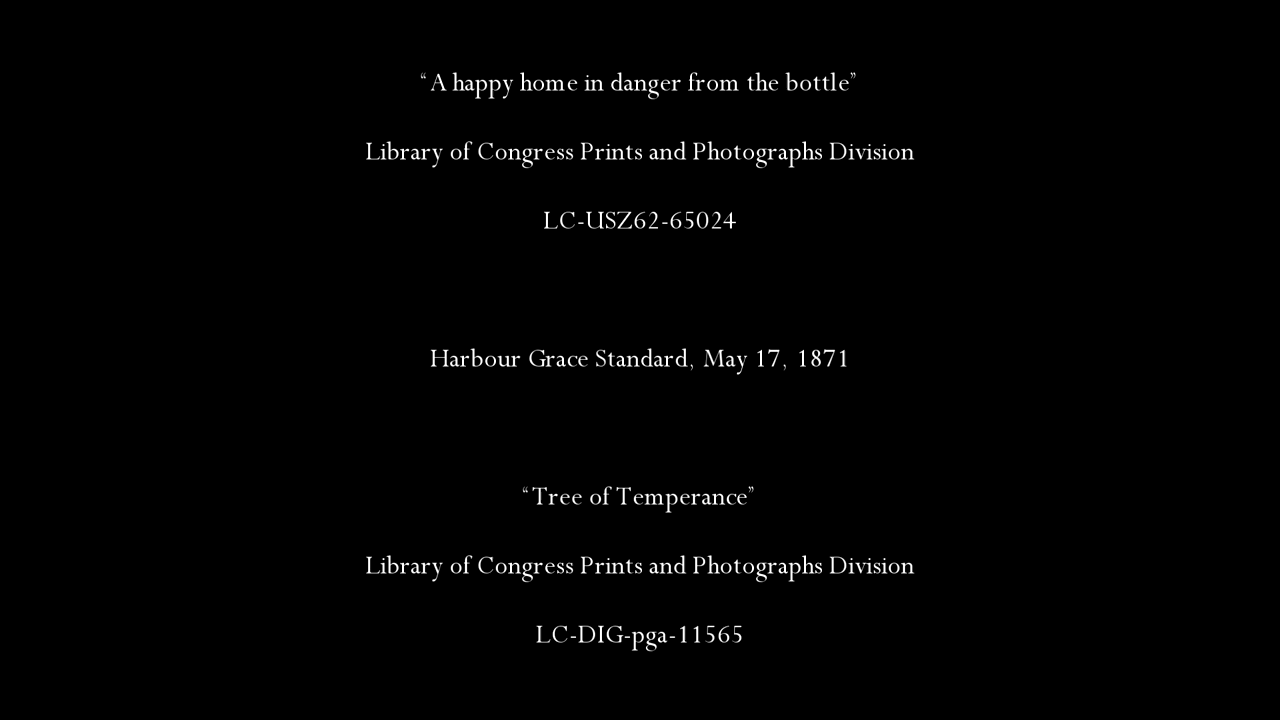 “A happy home in danger from the bottle”
Library of Congress Prints and Photographs Division
LC-USZ62-65024
Harbour Grace Standard, May 17, 1871
“Tree of Temperance”
Library of Congress Prints and Photographs Division
LC-DIG-pga-11565